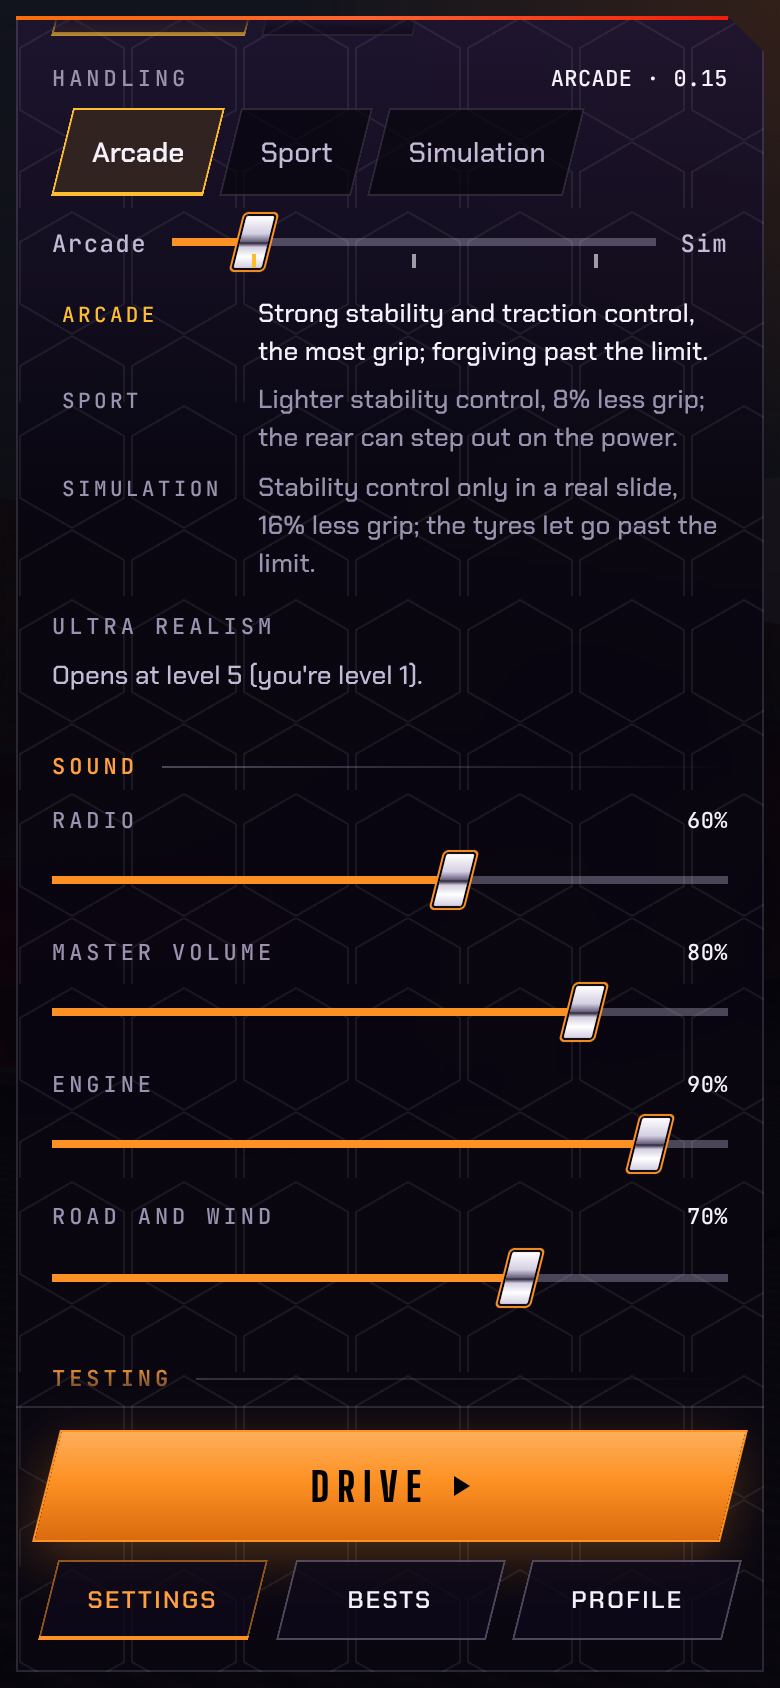 HANDLING
ARCADE · 0.15
Arcade
Sport
Simulation
Arcade
Sim
ARCADE
Strong stability and traction control,
the most grip; forgiving past the limit.
SPORT
Lighter stability control, 8% less grip;
the rear can step out on the power.
SIMULATION
Stability control only in a real slide,
16% less grip; the tyres let go past the
limit.
ULTRA REALISM
Opens at level 5 (you're level 1).
SOUND
RADIO
60%
MASTER VOLUME
80%
ENGINE
90%
ROAD AND WIND
70%
TESTING
DRIVE
SETTINGS
BESTS
PROFILE